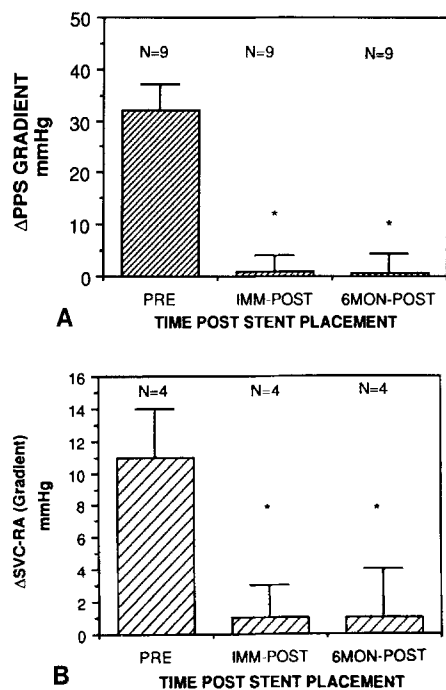 50
40
30
20
10
0
ΔPPS GRADIENT
mmHg
N=9 N=9 N=9
* *
PRE IMM-POST 6MON-POST
A TIME POST STENT PLACEMENT
16
14
12
10
8
6
4
2
0
ΔSVC-RA (Gradient)
mmHg
N=4 N=4 N=4
* *
PRE IMM-POST 6MON-POST
B TIME POST STENT PLACEMENT